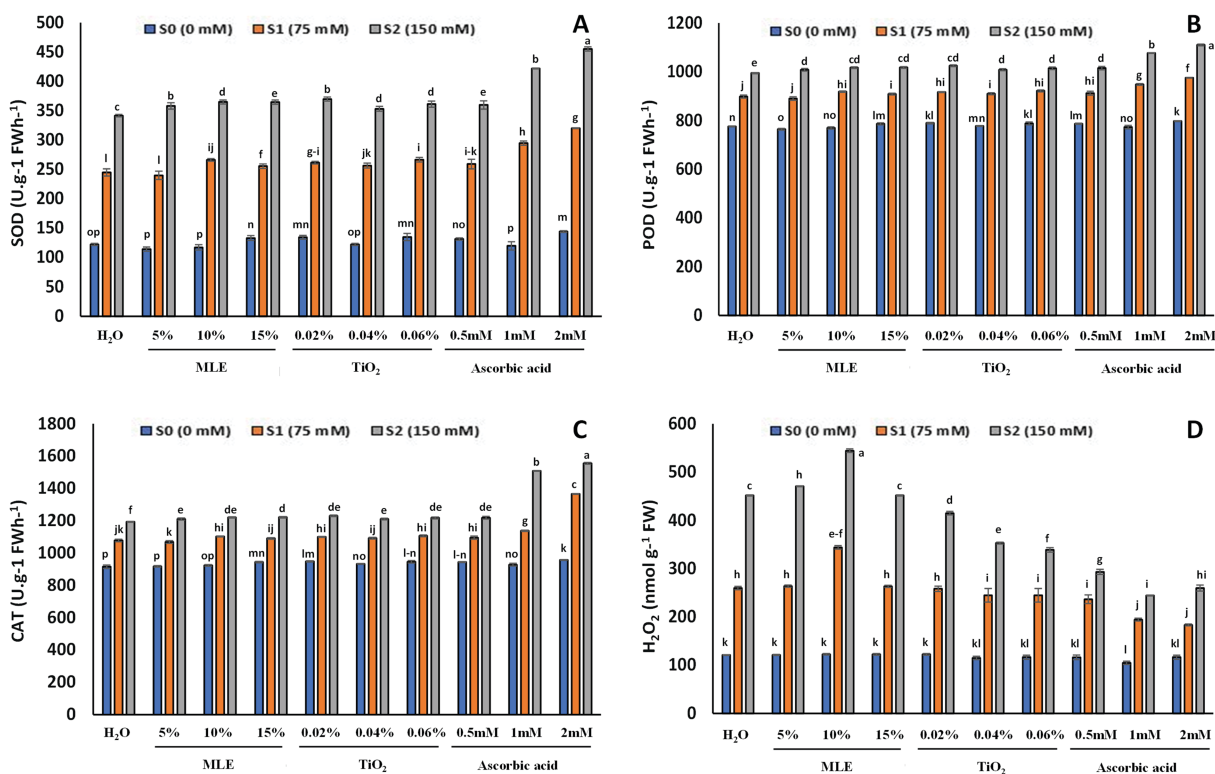 A
S0 (0 mM) S1 (75 mM) S2 (150 mM)
SOD (U.g-1 FWh-1)
500
450
400
350
300
250
200
150
100
50
0
op l c
p l b
p ij d
n f e
mn g-i b
op jk d
mn i d
no i-k e
p h b
m g a
H2O 5% 10% 15% 0.02% 0.04% 0.06% 0.5mM 1mM 2mM
MLE TiO2 Ascorbic acid
B
S0 (0 mM) S1 (75 mM) S2 (150 mM)
POD (U.g-1 FWh-1)
1200
1000
800
600
400
200
0
n j e
o j d
no hi cd
lm i cd
kl hi cd
mn i d
kl hi d
lm hi d
no g b
k f a
H2O 5% 10% 15% 0.02% 0.04% 0.06% 0.5mM 1mM 2mM
MLE TiO2 Ascorbic acid
C
S0 (0 mM) S1 (75 mM) S2 (150 mM)
CAT (U.g-1 FWh-1)
1800
1600
1400
1200
1000
800
600
400
200
0
p jk f
p k e
op hi de
mn ij d
lm hi de
no ij e
l-n hi de
l-n hi de
no g b
k c a
H2O 5% 10% 15% 0.02% 0.04% 0.06% 0.5mM 1mM 2mM
MLE TiO2 Ascorbic acid
D
S0 (0 mM) S1 (75 mM) S2 (150 mM)
H2O2 (nmol g-1 FW)
600
500
400
300
200
100
0
k h c
k h h
k e-f a
k h c
k h d
kl i e
kl i f
kl i g
l j i
kl j hi
H2O 5% 10% 15% 0.02% 0.04% 0.06% 0.5mM 1mM 2mM
MLE TiO2 Ascorbic acid